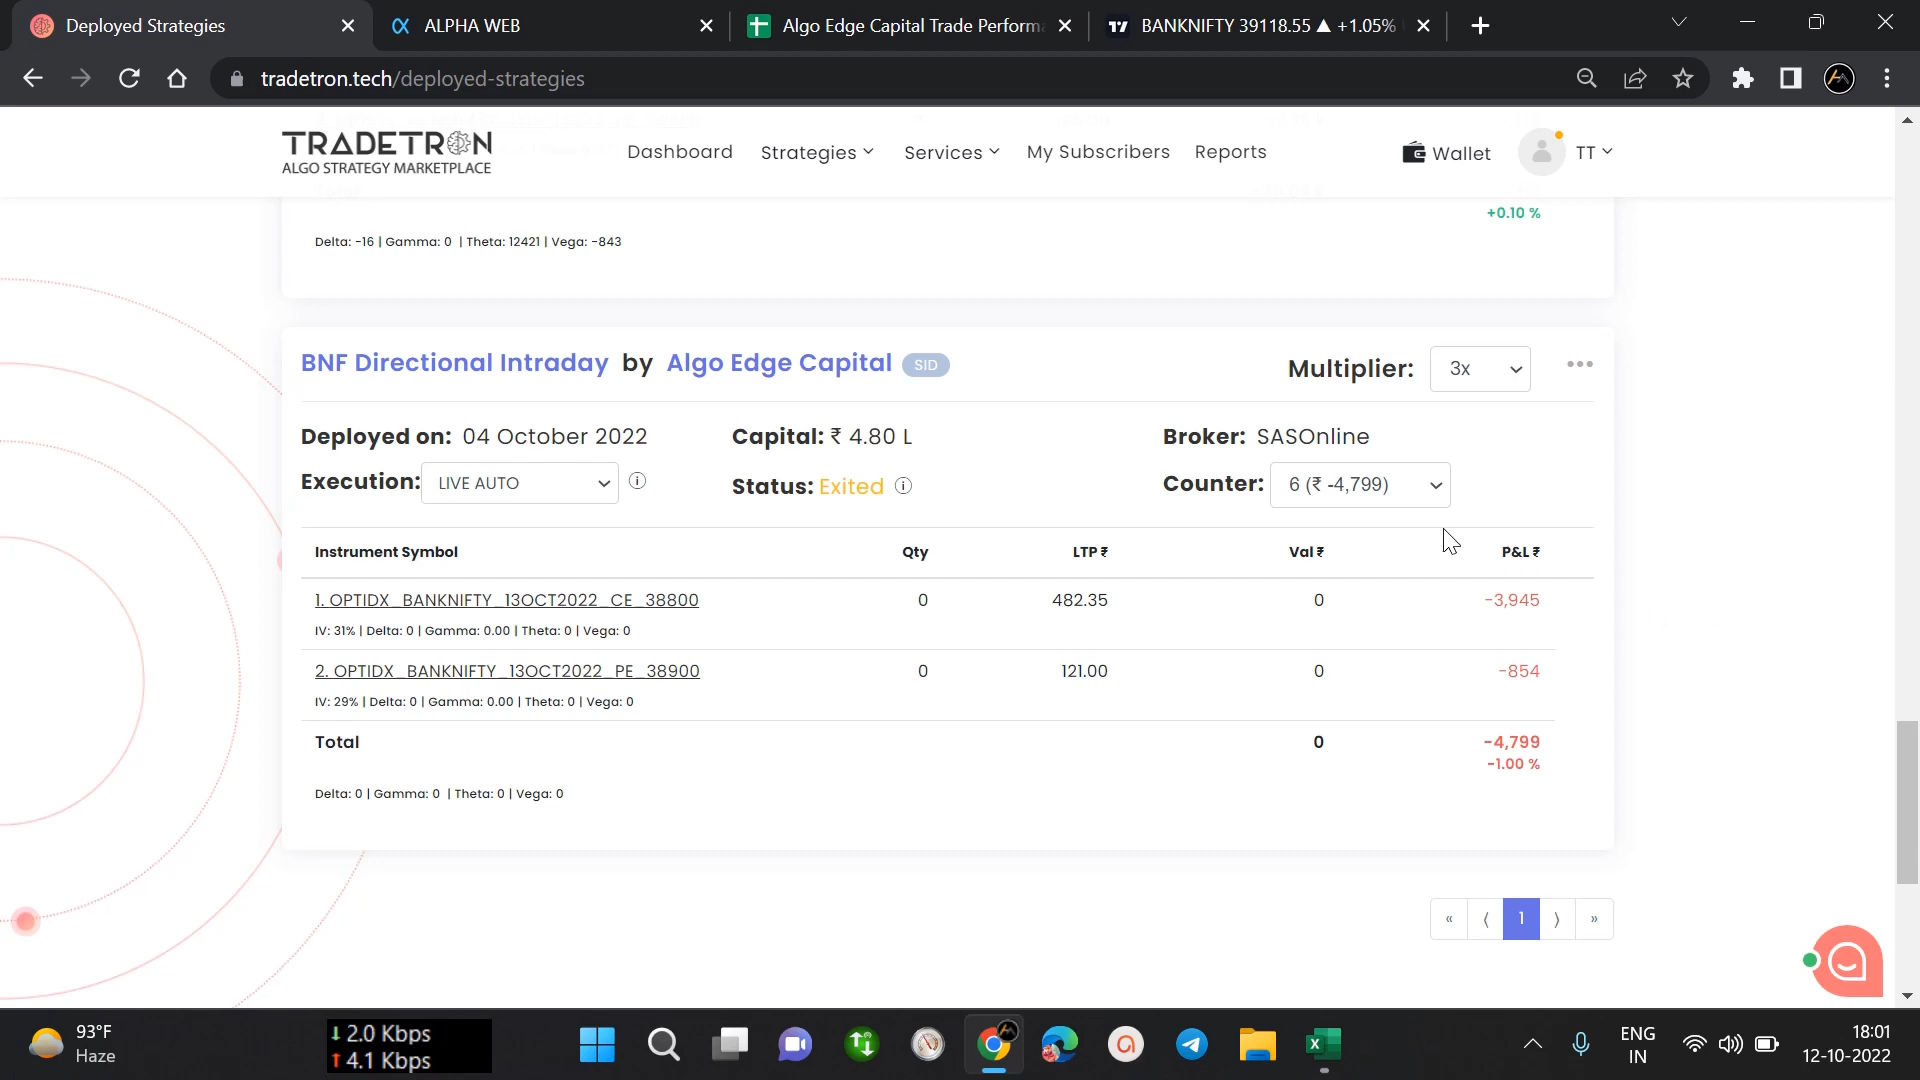 Deployed Strategies
ALPHA WEB
Algo Edge Capital Trade Performa
BANKNIFTY 39118.55 ▲ +1.05%
tradetron.tech/deployed-strategies
TRADETRON
ALGO STRATEGY MARKETPLACE
Dashboard Strategies Services My Subscribers Reports
Wallet TT
+0.10 %
Delta: -16 | Gamma: 0 | Theta: 12421 | Vega: -843
BNF Directional Intraday by Algo Edge Capital SID
Multiplier: 3x
Deployed on: 04 October 2022 Capital: ₹ 4.80 L Broker: SASOnline
Execution: LIVE AUTO Status: Exited Counter: 6 (₹ -4,799)
Instrument Symbol Qty LTP ₹ Val ₹ P&L ₹
1. OPTIDX_BANKNIFTY_13OCT2022_CE_38800 0 482.35 0 -3,945
IV: 31% | Delta: 0 | Gamma: 0.00 | Theta: 0 | Vega: 0
2. OPTIDX_BANKNIFTY_13OCT2022_PE_38900 0 121.00 0 -854
IV: 29% | Delta: 0 | Gamma: 0.00 | Theta: 0 | Vega: 0
Total 0 -4,799
-1.00 %
Delta: 0 | Gamma: 0 | Theta: 0 | Vega: 0
« ⟨ 1 ⟩ »
93°F
Haze
2.0 Kbps
4.1 Kbps
ENG
IN
18:01
12-10-2022